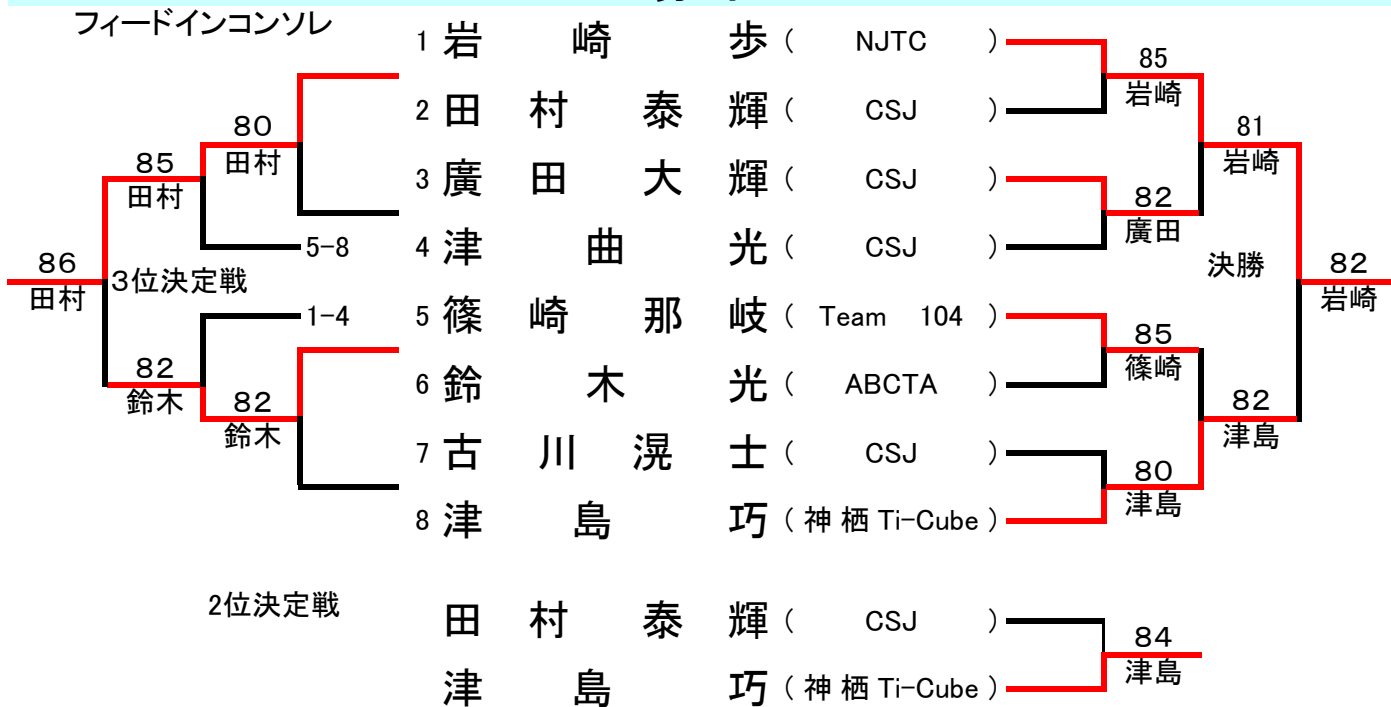 フィードインコンソレ
1 岩 崎 歩 ( NJTC )
85
岩崎
2 田 村 泰 輝 ( CSJ )
80
田村
81
岩崎
85
田村
3 廣 田 大 輝 ( CSJ )
82
廣田
5-8
4 津 曲 光 ( CSJ )
86
田村
3位決定戦
決勝
82
岩崎
1-4
5 篠 崎 那 岐 ( Team 104 )
85
篠崎
82
鈴木
6 鈴 木 光 ( ABCTA )
82
鈴木
82
津島
7 古 川 滉 士 ( CSJ )
80
津島
8 津 島 巧 ( 神 栖 Ti-Cube )
2位決定戦
田 村 泰 輝 ( CSJ )
84
津島
津 島 巧 ( 神 栖 Ti-Cube )